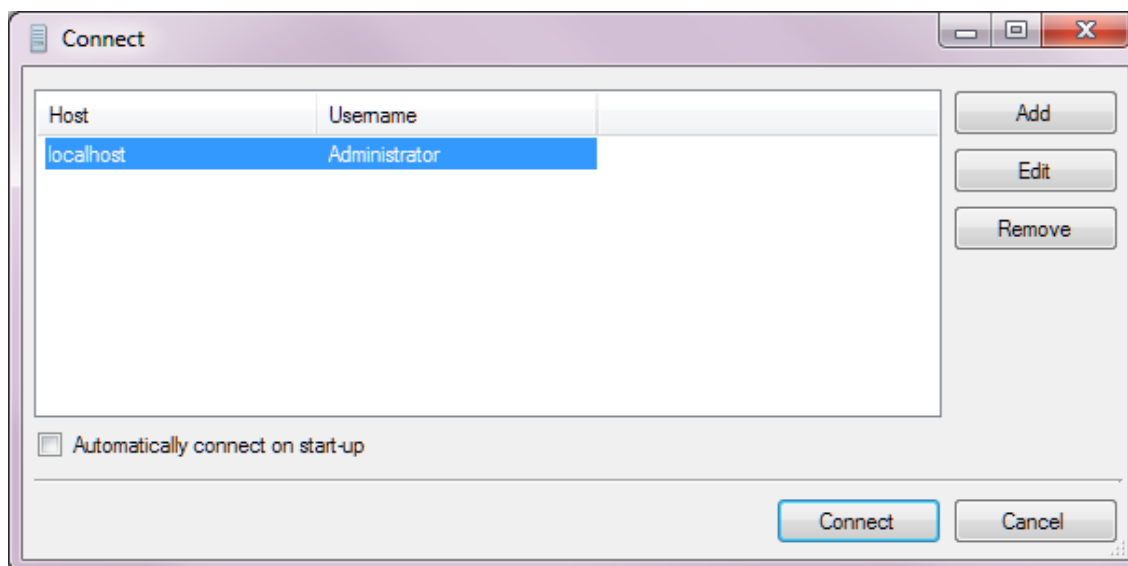 Connect
Host Username
Add
localhost Administrator
Edit
Remove
Automatically connect on start-up
Connect Cancel